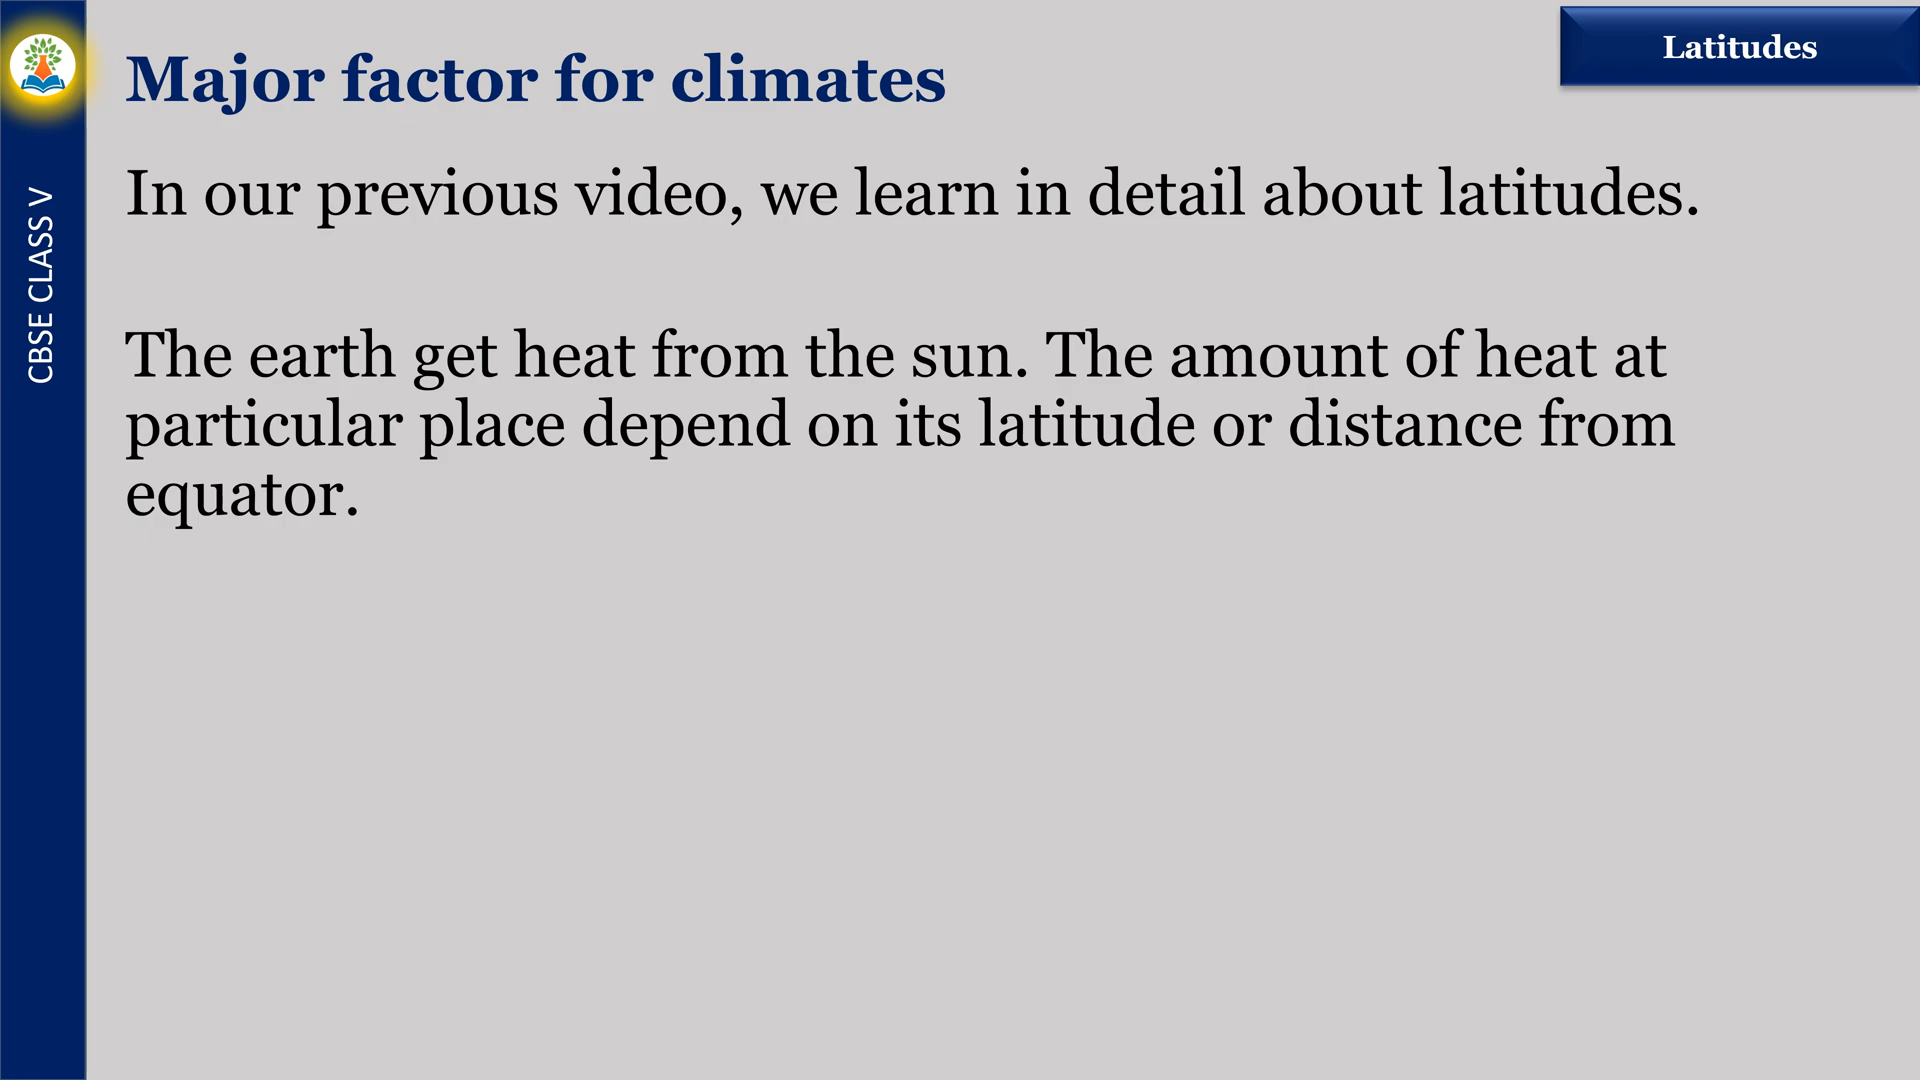 Latitudes
Major factor for climates
In our previous video, we learn in detail about latitudes.
The earth get heat from the sun. The amount of heat at
particular place depend on its latitude or distance from
equator.
CBSE CLASS V